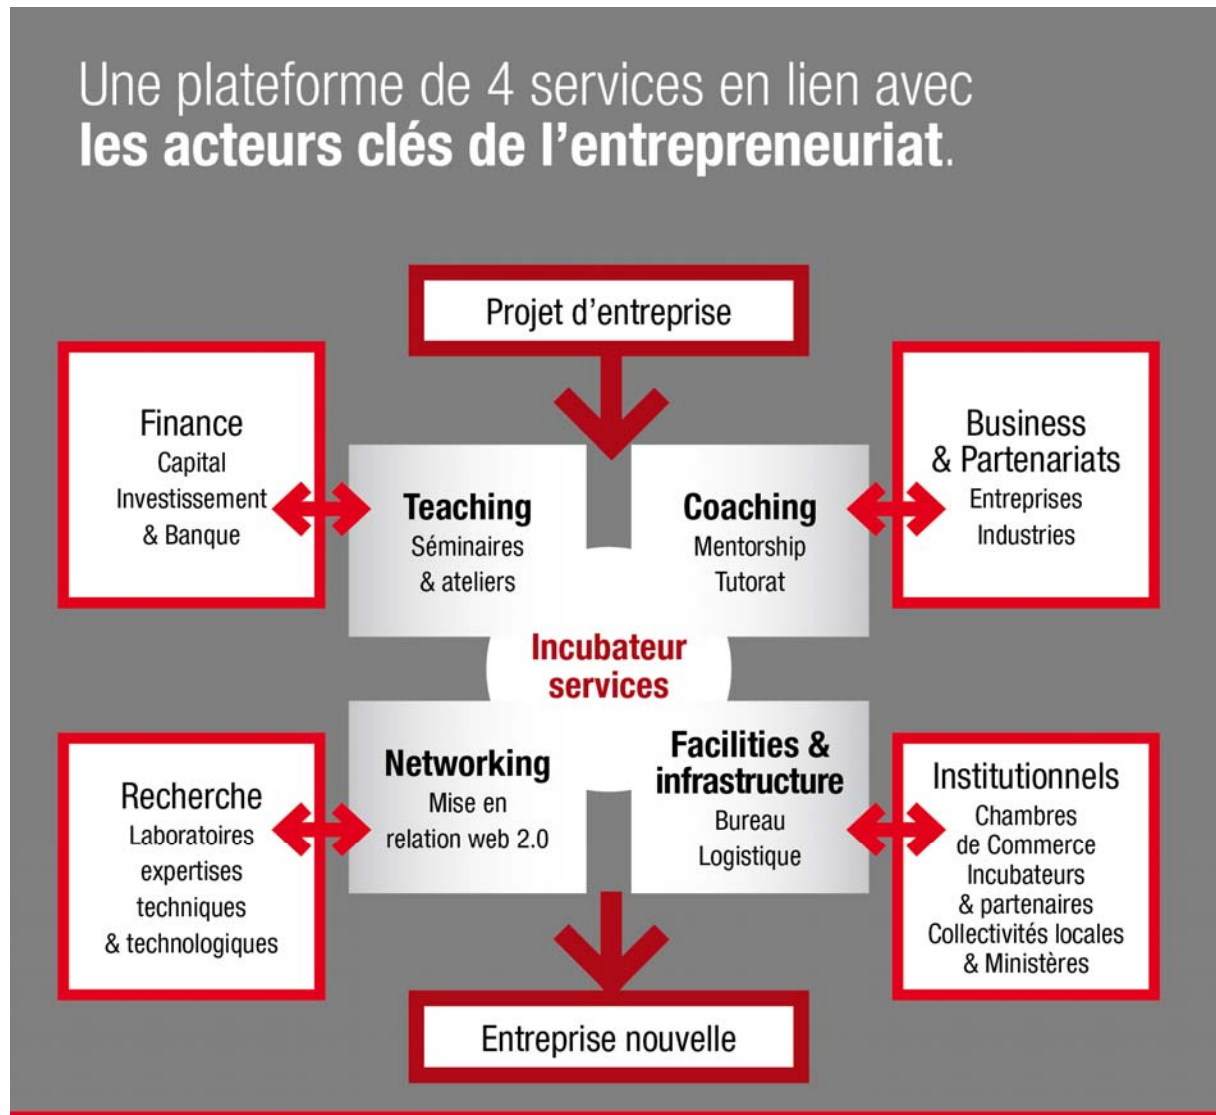 Une plateforme de 4 services en lien avec
les acteurs clés de l’entrepreneuriat.
Projet d’entreprise
Finance
Capital
Investissement
& Banque
Teaching
Séminaires
& ateliers
Coaching
Mentorship
Tutorat
Business
& Partenariats
Entreprises
Industries
Incubateur
services
Recherche
Laboratoires
expertises
techniques
& technologiques
Networking
Mise en
relation web 2.0
Facilities &
infrastructure
Bureau
Logistique
Institutionnels
Chambres
de Commerce
Incubateurs
& partenaires
Collectivités locales
& Ministères
Entreprise nouvelle